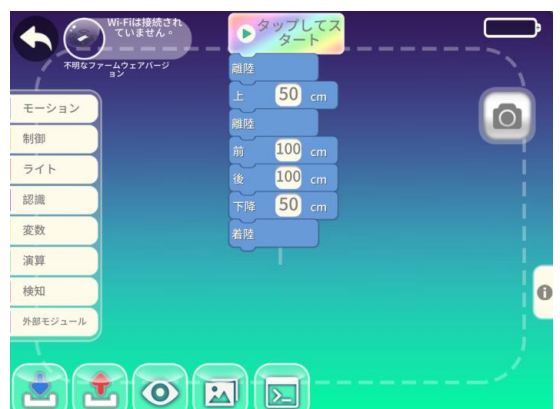 Wi-Fiは接続され
ていません。
不明なファームウェアバージ
ョン
タップしてス
タート
離陸
上 50 cm
離陸
前 100 cm
後 100 cm
下降 50 cm
着陸
モーション
制御
ライト
認識
変数
演算
検知
外部モジュール